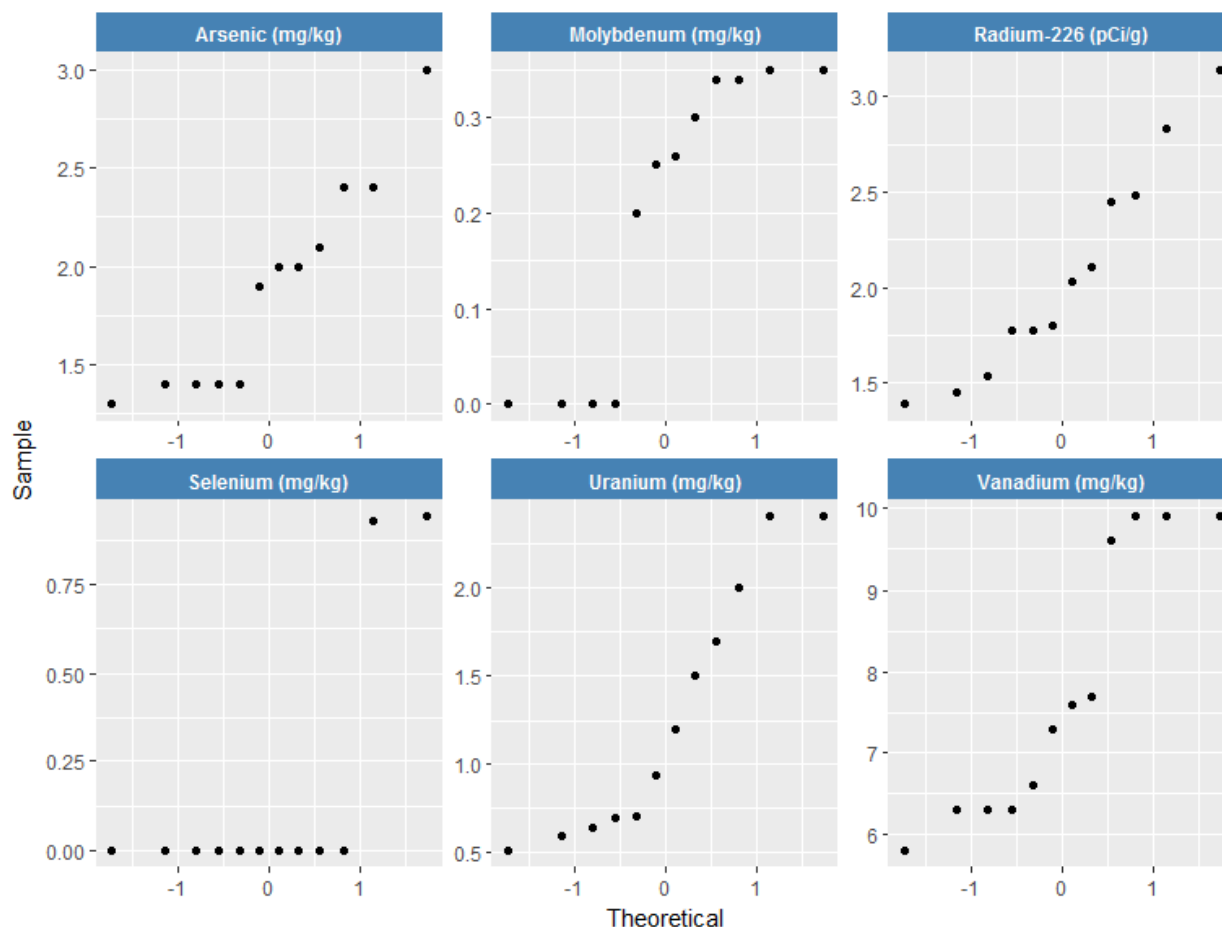 Arsenic (mg/kg)
Molybdenum (mg/kg)
Radium-226 (pCi/g)
3.0
2.5
2.0
1.5
-1 0 1
0.3
0.2
0.1
0.0
-1 0 1
3.0
2.5
2.0
1.5
-1 0 1
Sample
Selenium (mg/kg)
Uranium (mg/kg)
Vanadium (mg/kg)
0.75
0.50
0.25
0.00
-1 0 1
2.0
1.5
1.0
0.5
-1 0 1
10
9
8
7
6
-1 0 1
Theoretical